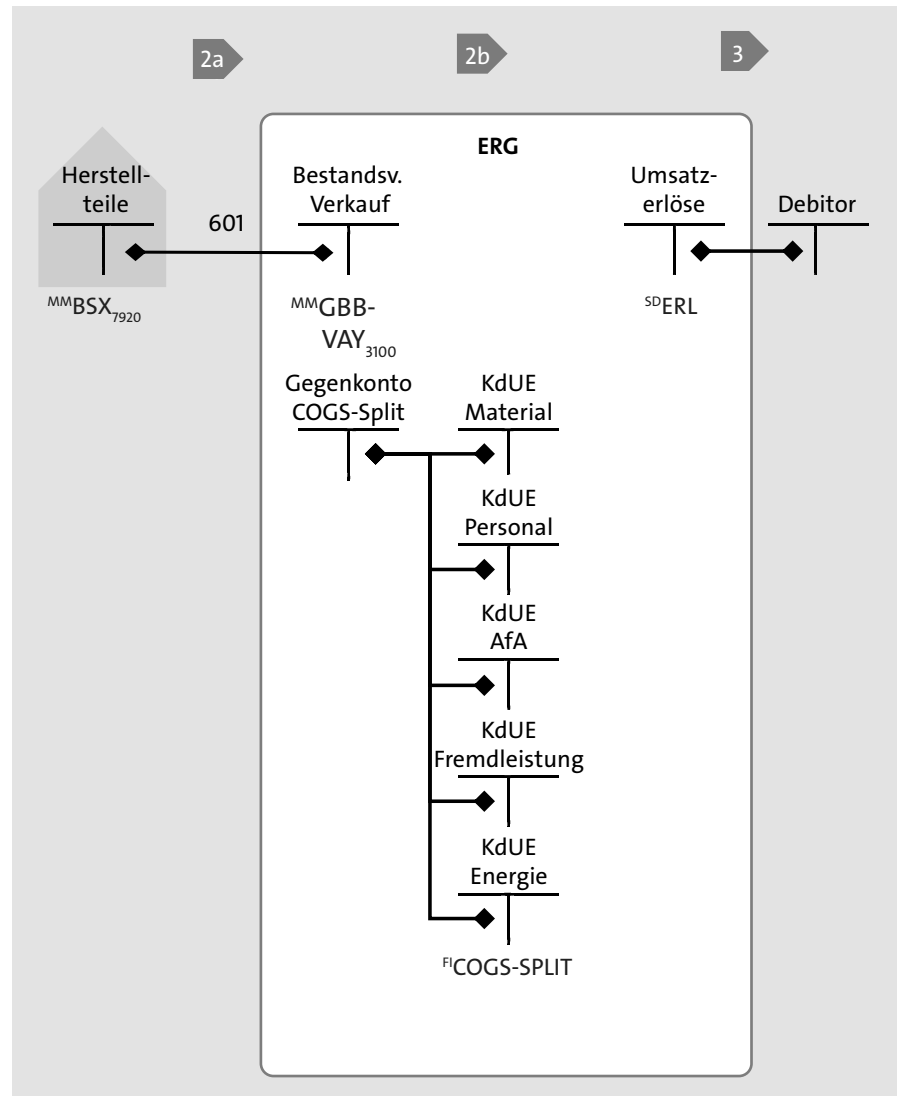 2a
2b
3
ERG
Herstell-
teile
601
Bestandsv.
Verkauf
Umsatz-
erlöse
Debitor
MMBSX7920
MMGBB-
VAY3100
SDERL
Gegenkonto
COGS-Split
KdUE
Material
KdUE
Personal
KdUE
AfA
KdUE
Fremdleistung
KdUE
Energie
FICOGS-SPLIT